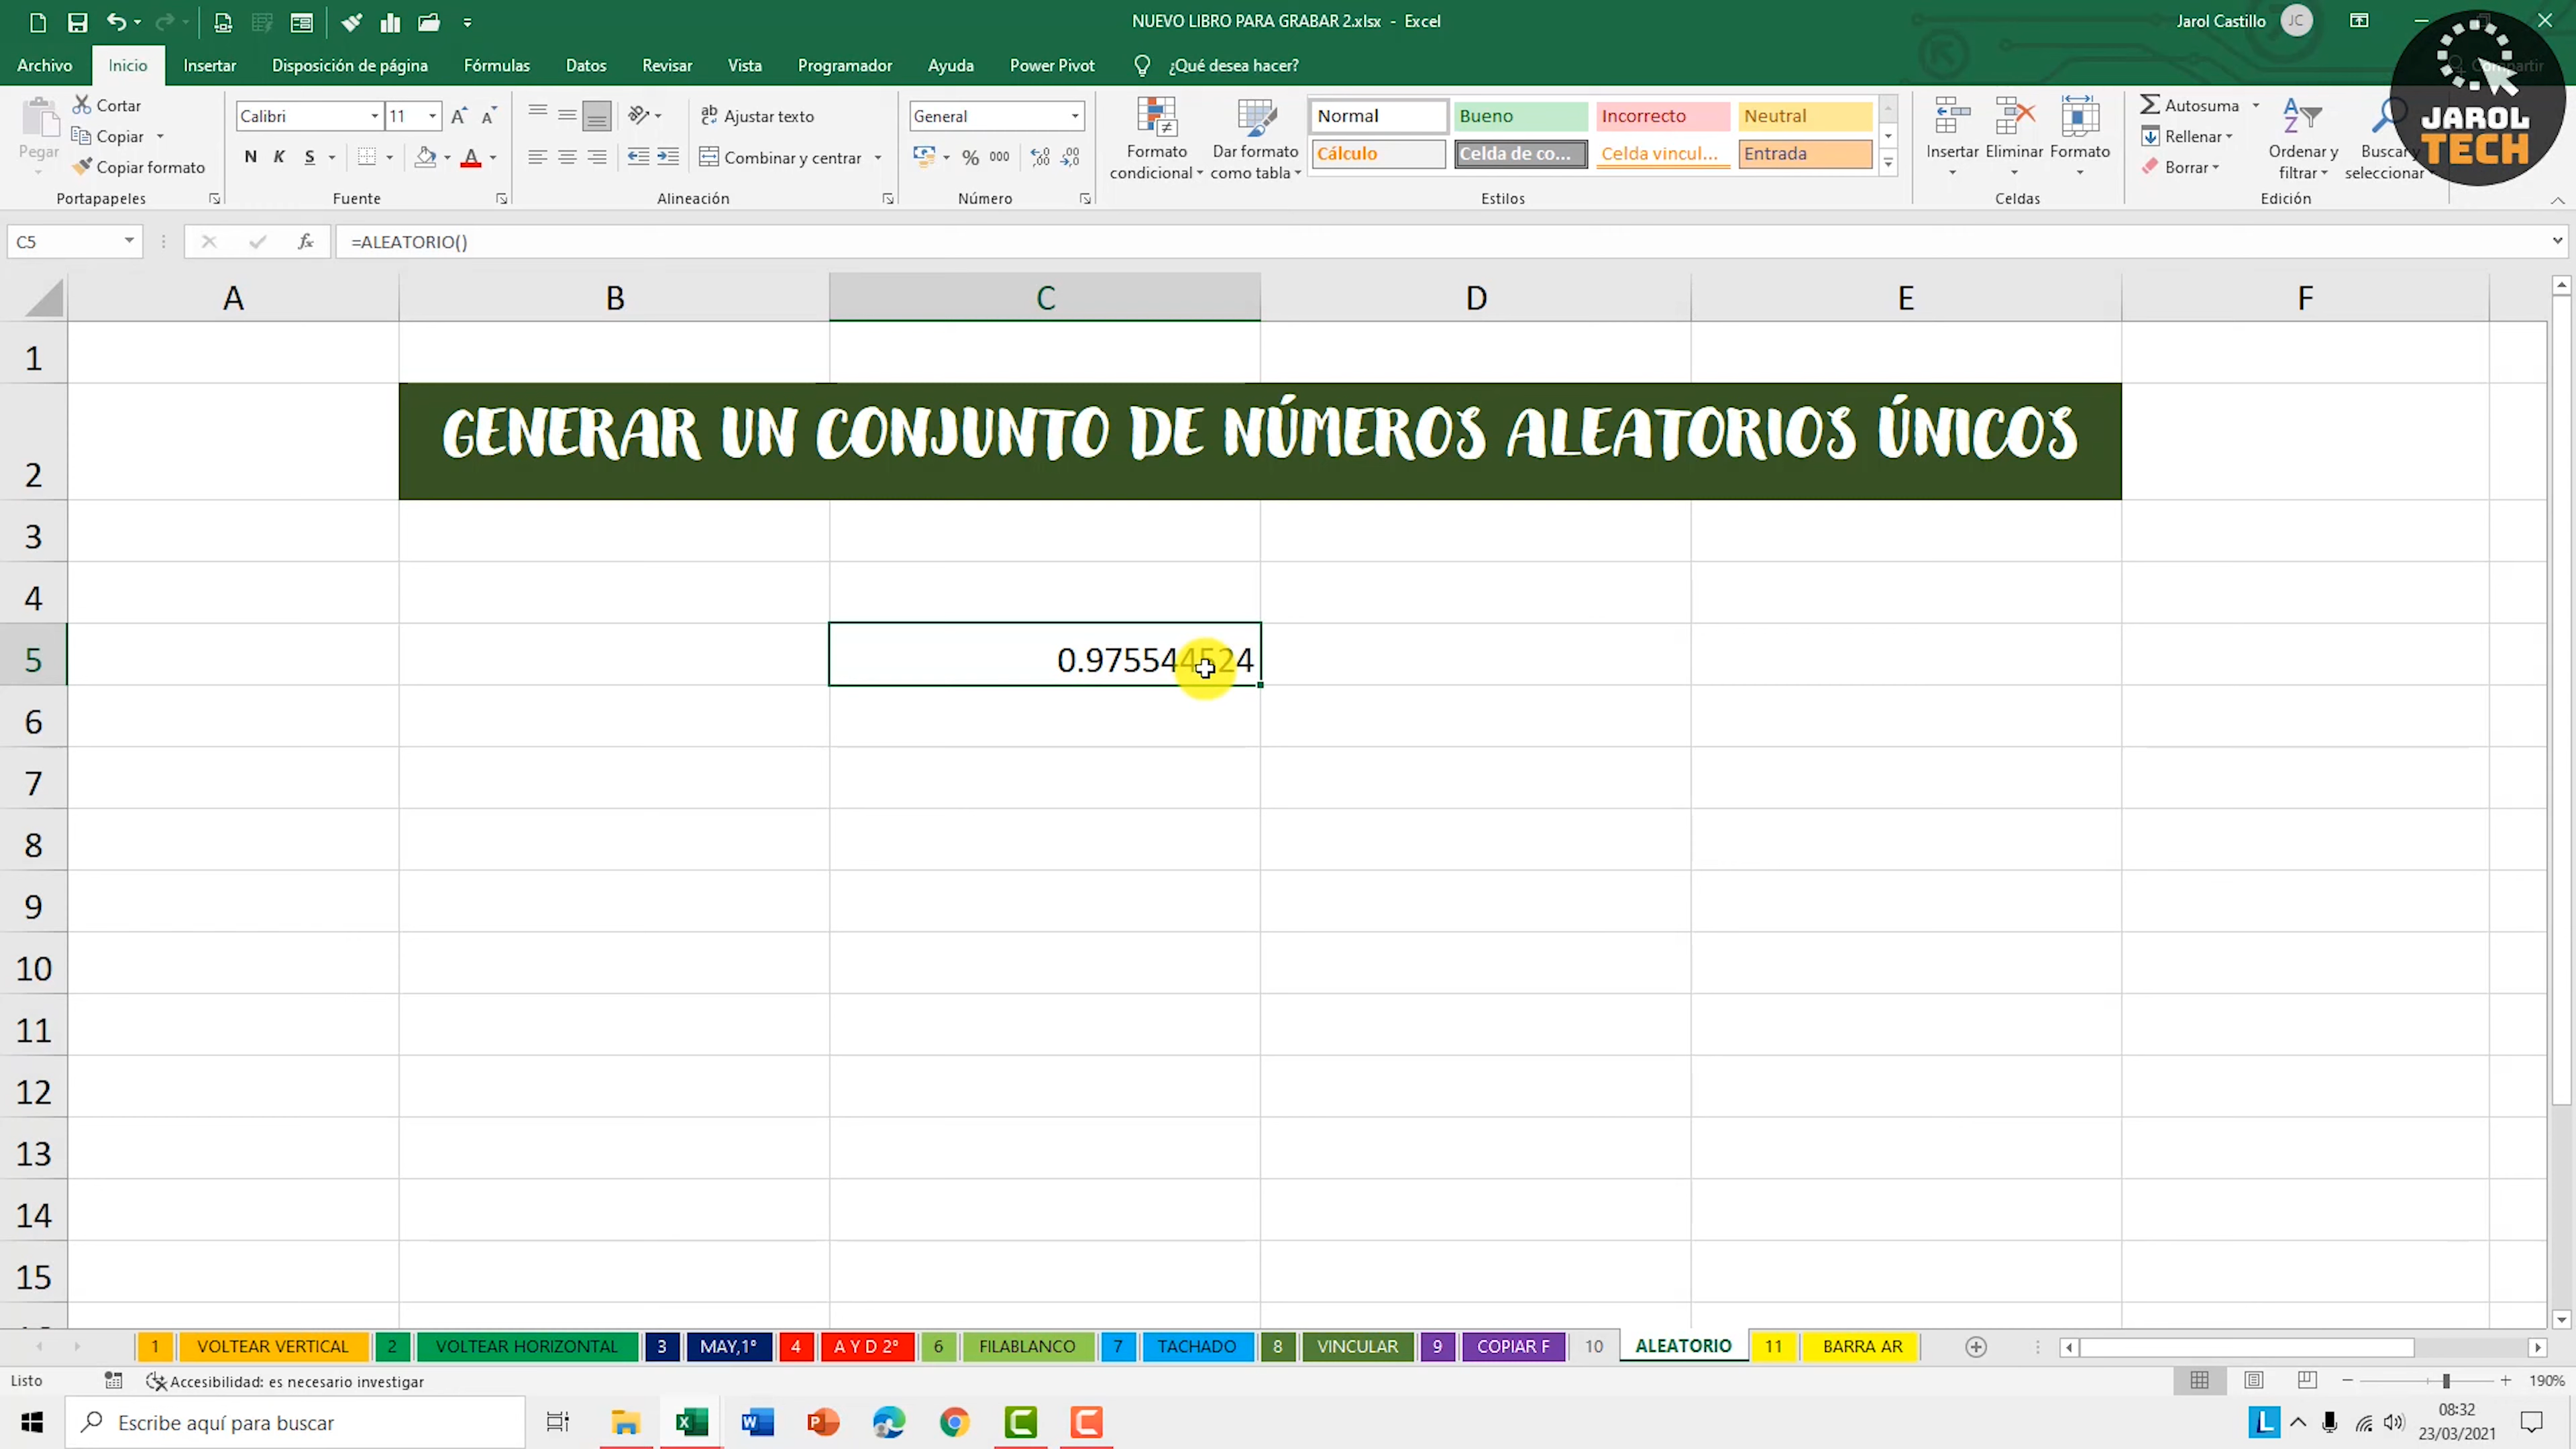 NUEVO LIBRO PARA GRABAR 2.xlsx - Excel
Jarol Castillo
JC
Archivo
Inicio
Insertar
Disposición de página
Fórmulas
Datos
Revisar
Vista
Programador
Ayuda
Power Pivot
¿Qué desea hacer?
Compartir
JAROL
TECH
Pegar
Cortar
Copiar
Copiar formato
Portapapeles
Calibri
11
N K S
Fuente
Ajustar texto
Combinar y centrar
Alineación
General
% 000
Número
Formato
condicional
Dar formato
como tabla
Normal
Bueno
Incorrecto
Neutral
Cálculo
Celda de co...
Celda vincul...
Entrada
Estilos
Insertar
Eliminar
Formato
Celdas
Autosuma
Rellenar
Borrar
Ordenar y
filtrar
Buscar y
seleccionar
Edición
C5
fx
=ALEATORIO()
A B C D E F
1
2
GENERAR UN CONJUNTO DE NÚMEROS ALEATORIOS ÚNICOS
3
4
5
0.975544524
6
7
8
9
10
11
12
13
14
15
1 VOLTEAR VERTICAL 2 VOLTEAR HORIZONTAL 3 MAY,1° 4 A Y D 2° 6 FILABLANCO 7 TACHADO 8 VINCULAR 9 COPIAR F 10 ALEATORIO 11 BARRA AR
Listo
Accesibilidad: es necesario investigar
190%
Escribe aquí para buscar
08:32
23/03/2021